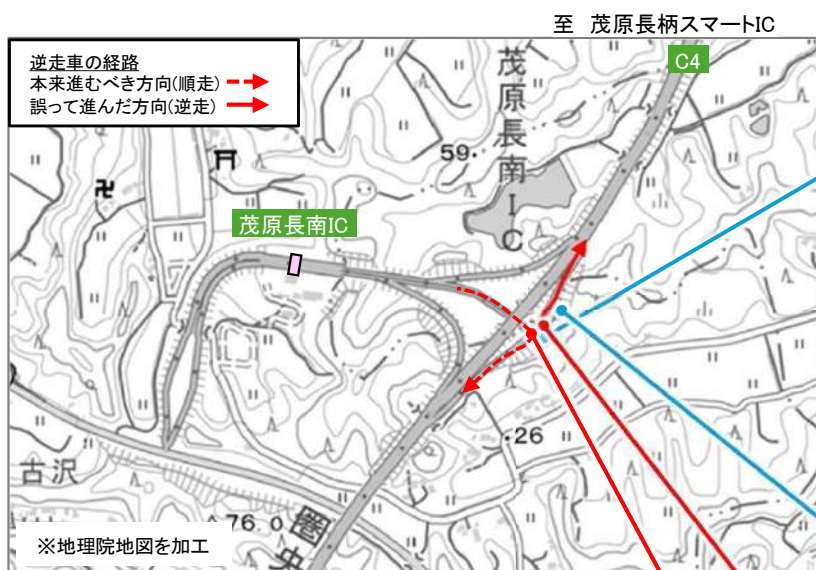 至 茂原長柄スマートIC
逆走車の経路
本来進むべき方向(順走)
誤って進んだ方向(逆走)
C4
茂原長南IC
59
茂原長南IC
26
古沢
76.0
圏央
※地理院地図を加工